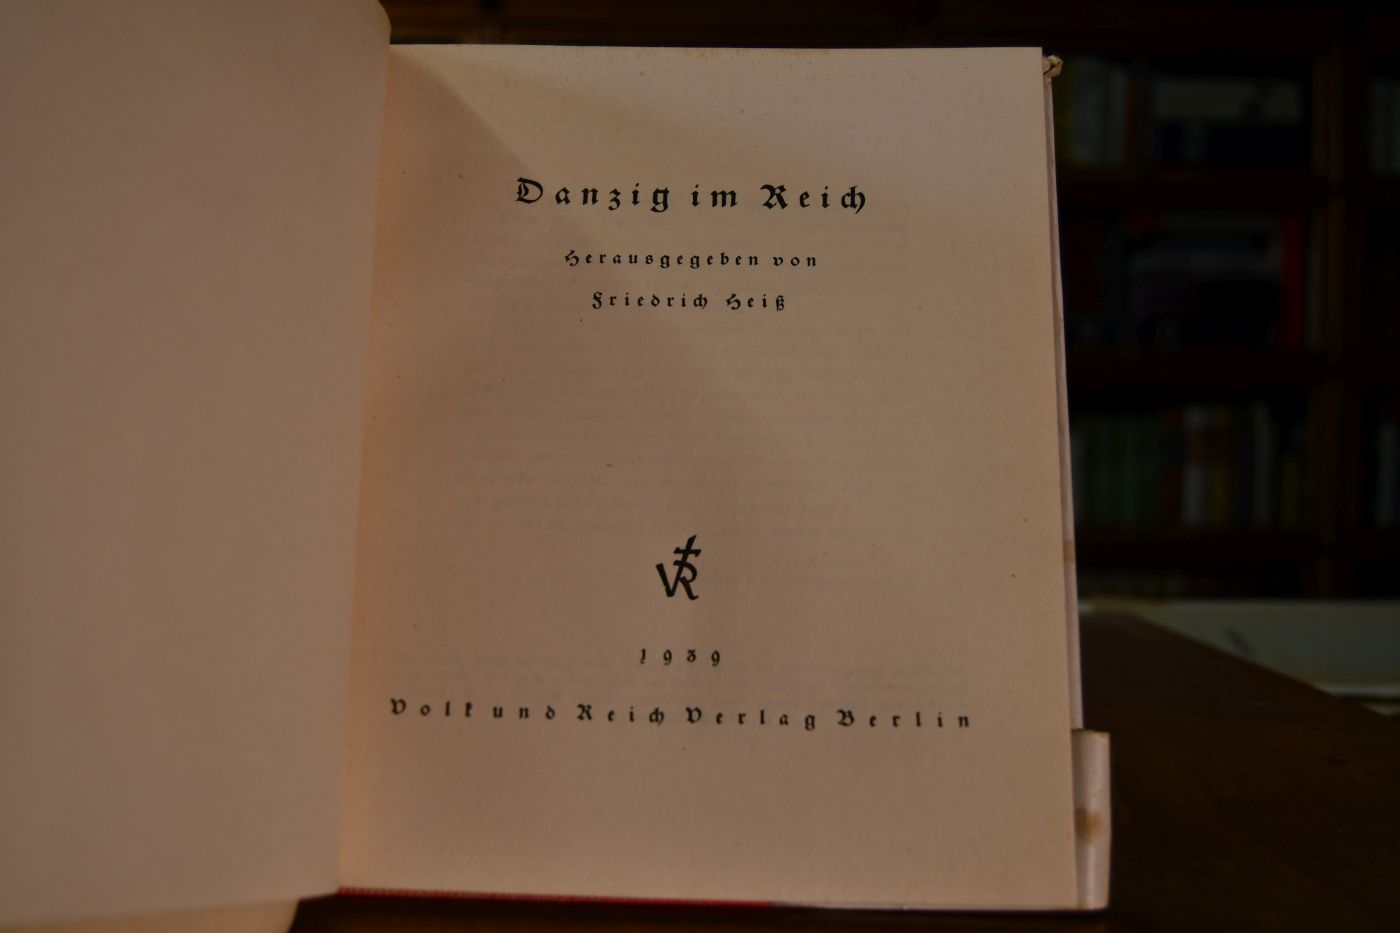 Danzig im Reich
Herausgegeben von
Friedrich Heiß
VR
1939
Volk und Reich Verlag Berlin